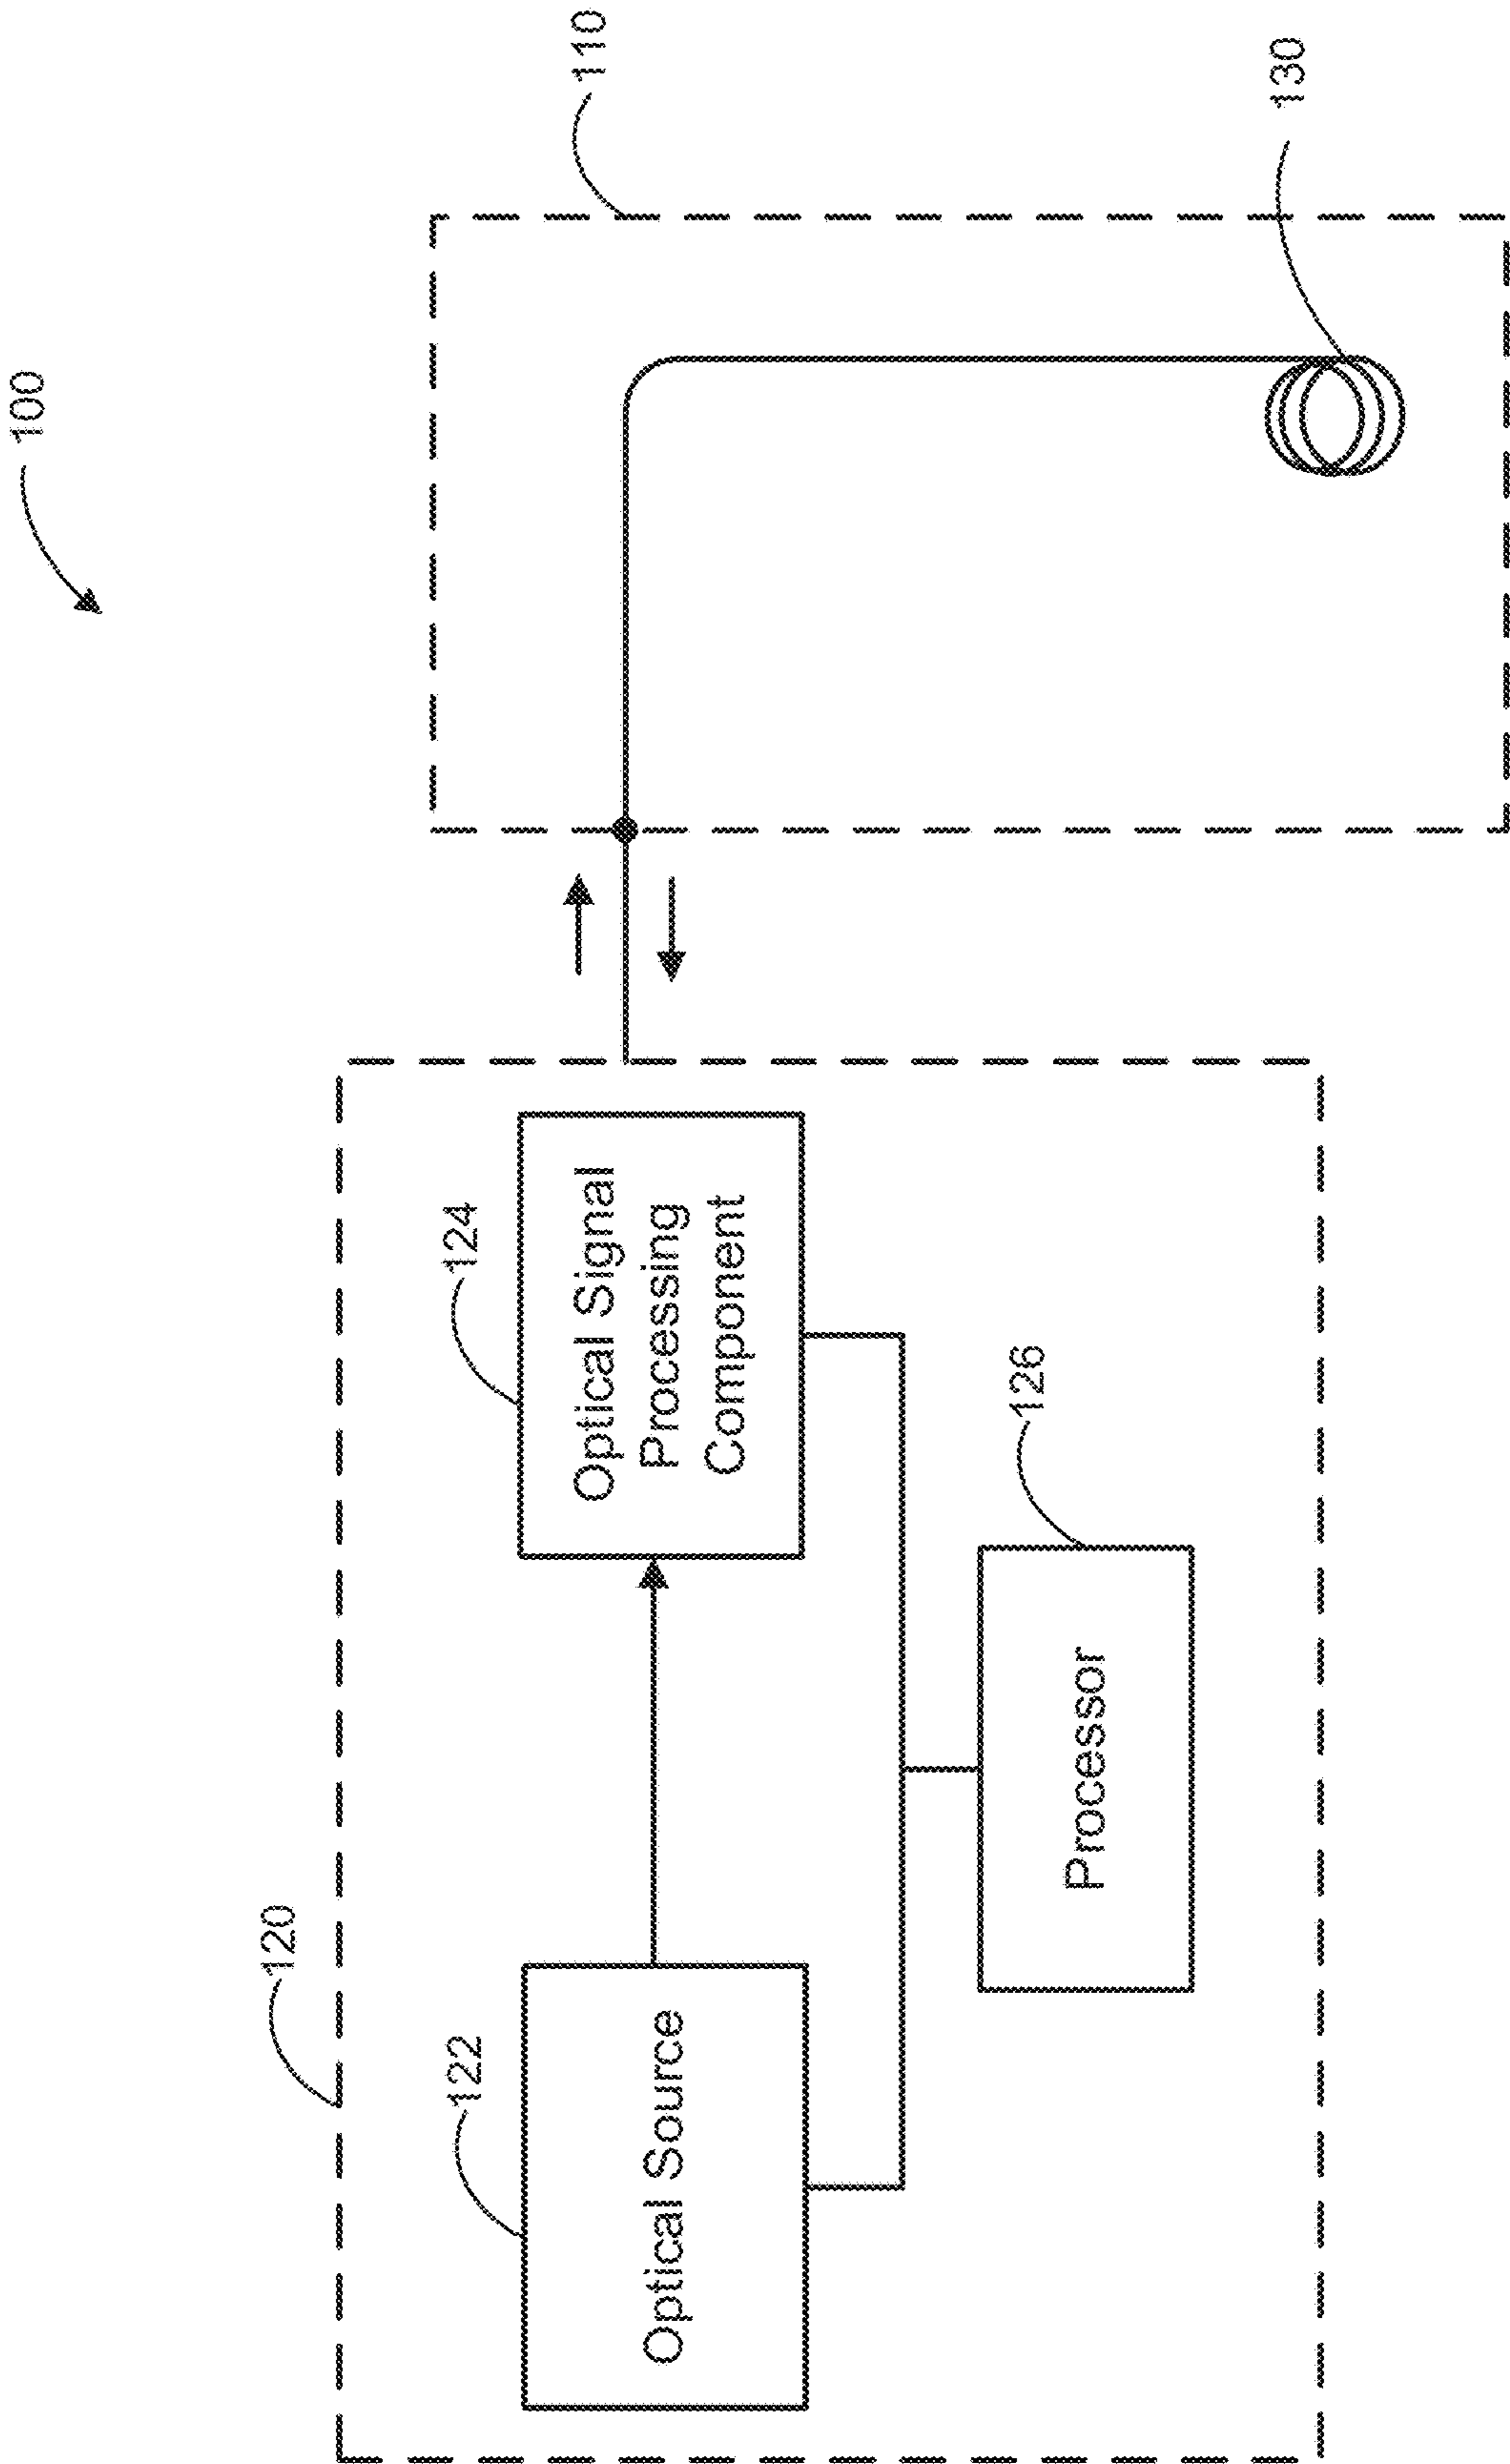 100
120
122
Optical Source
124
Optical Signal
Processing
Component
126
Processor
110
130